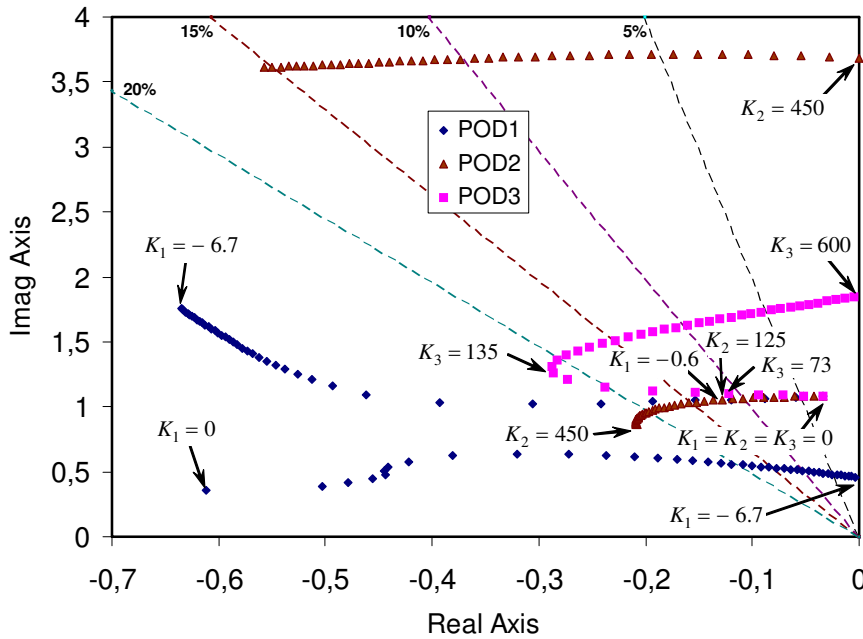 4
15%
10%
5%
3,5
20%
K₂ = 450
POD1
POD2
POD3
3
2,5
Imag Axis
2
K₁ = − 6.7
K₃ = 600
1,5
K₃ = 135
K₂ = 125
K₁ = −0.6
K₃ = 73
1
K₂ = 450
K₁ = K₂ = K₃ = 0
K₁ = 0
0,5
K₁ = − 6.7
0
-0,7 -0,6 -0,5 -0,4 -0,3 -0,2 -0,1 0
Real Axis